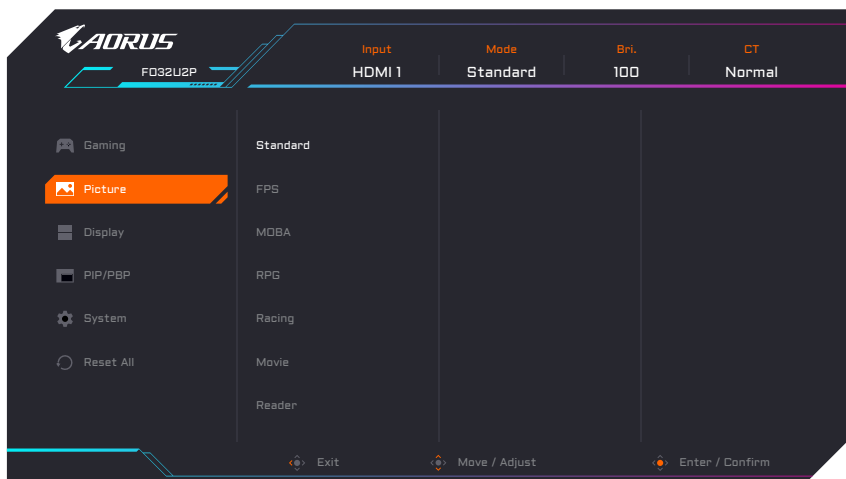 AORUS
FO32U2P
Input Mode Bri. CT
HDMI 1 Standard 100 Normal
Gaming Standard
Picture FPS
Display MOBA
PIP/PBP RPG
System Racing
Reset All Movie
Reader
Exit Move / Adjust Enter / Confirm